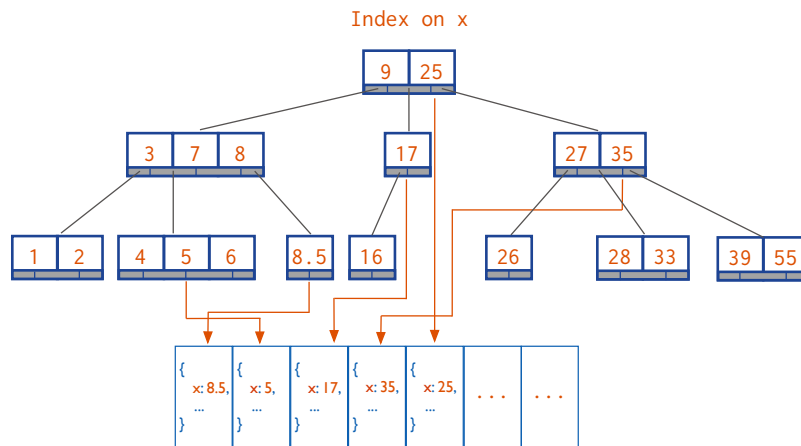 Index on x
9 25
3 7 8
17
27 35
1 2
4 5 6
8.5
16
26
28 33
39 55
{ { { { {
x: 8.5, x: 5, x: 17, x: 35, x: 25, ... ...
... ... ... ... ...
} } } } }